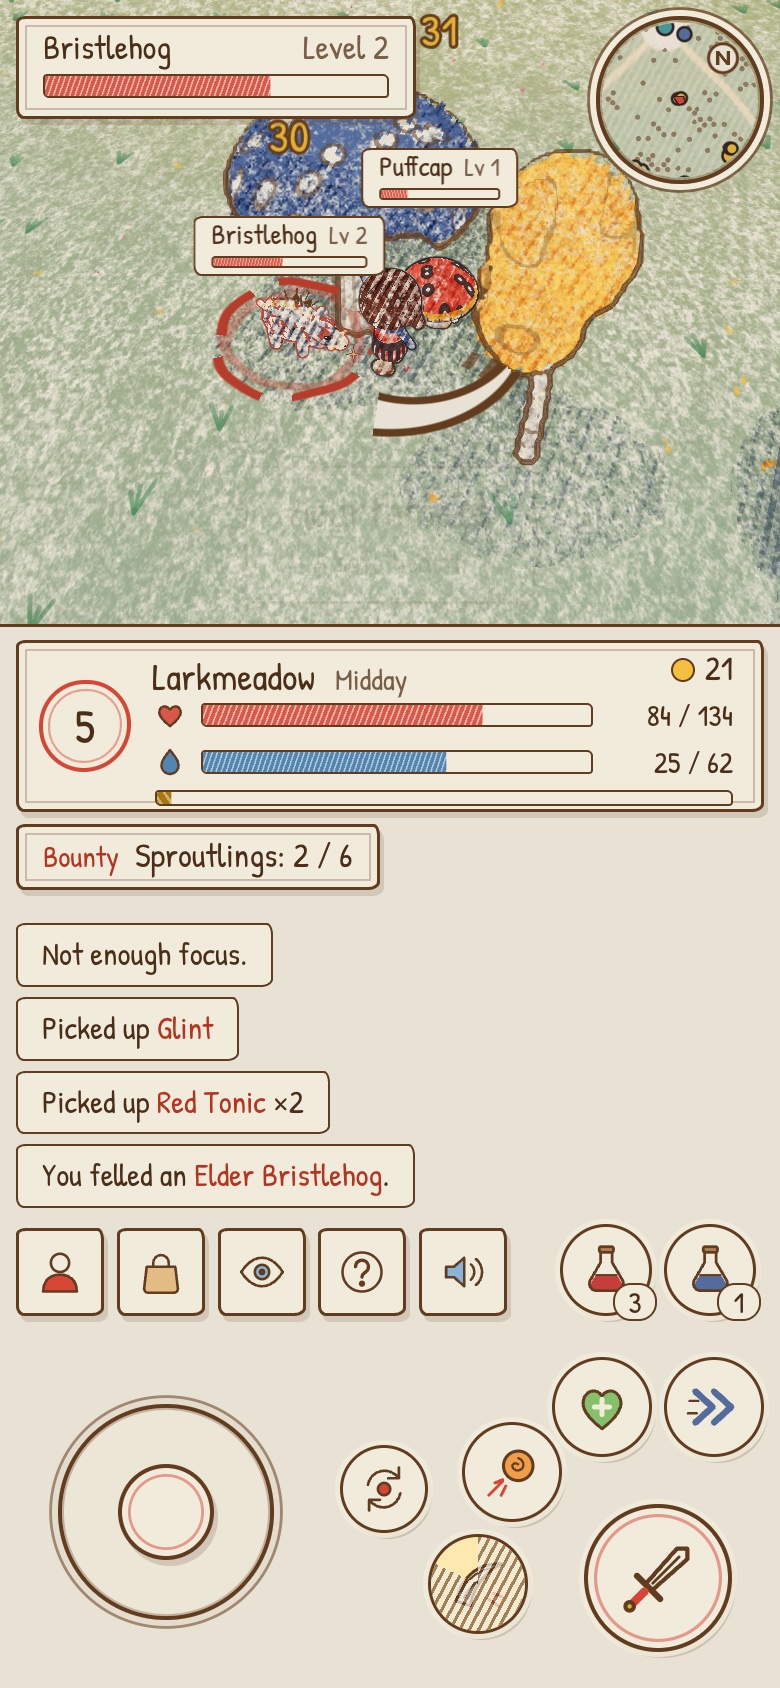 Bristlehog Level 2
31
N
30
Puffcap Lv 1
Bristlehog Lv 2
Larkmeadow Midday
21
5
84 / 134
25 / 62
Bounty Sproutlings: 2 / 6
Not enough focus.
Picked up Glint
Picked up Red Tonic ×2
You felled an Elder Bristlehog.
?
3
1